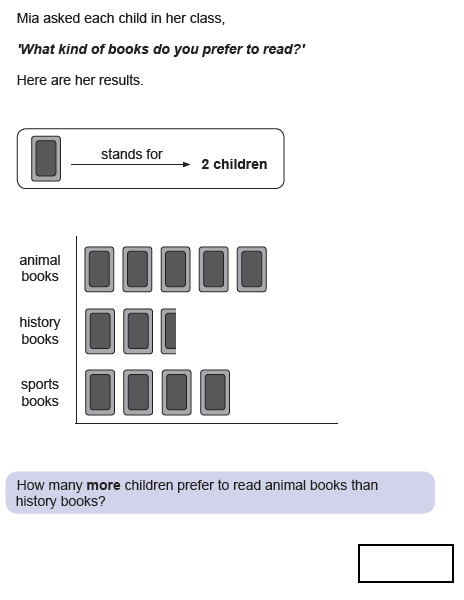 Mia asked each child in her class,
'What kind of books do you prefer to read?'
Here are her results.
stands for
2 children
animal
books
history
books
sports
books
How many more children prefer to read animal books than
history books?